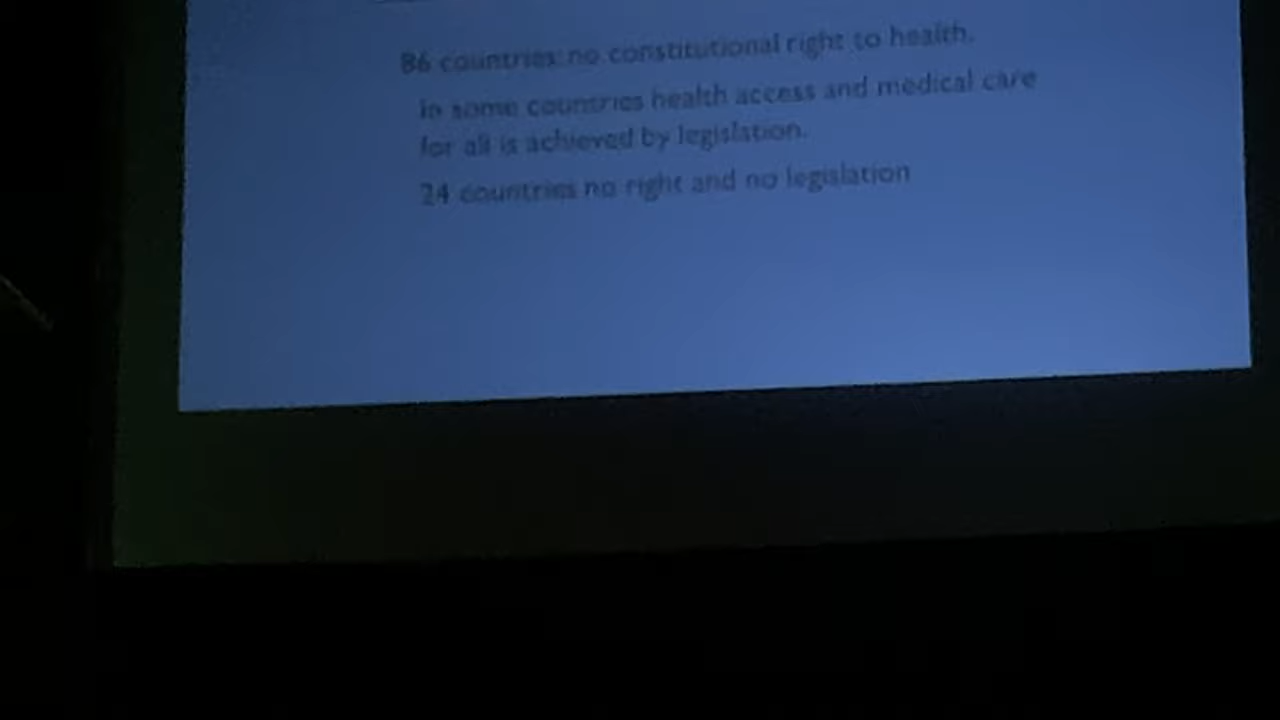 86 countries: no constitutional right to health.
In some countries health access and medical care
for all is achieved by legislation.
24 countries no right and no legislation